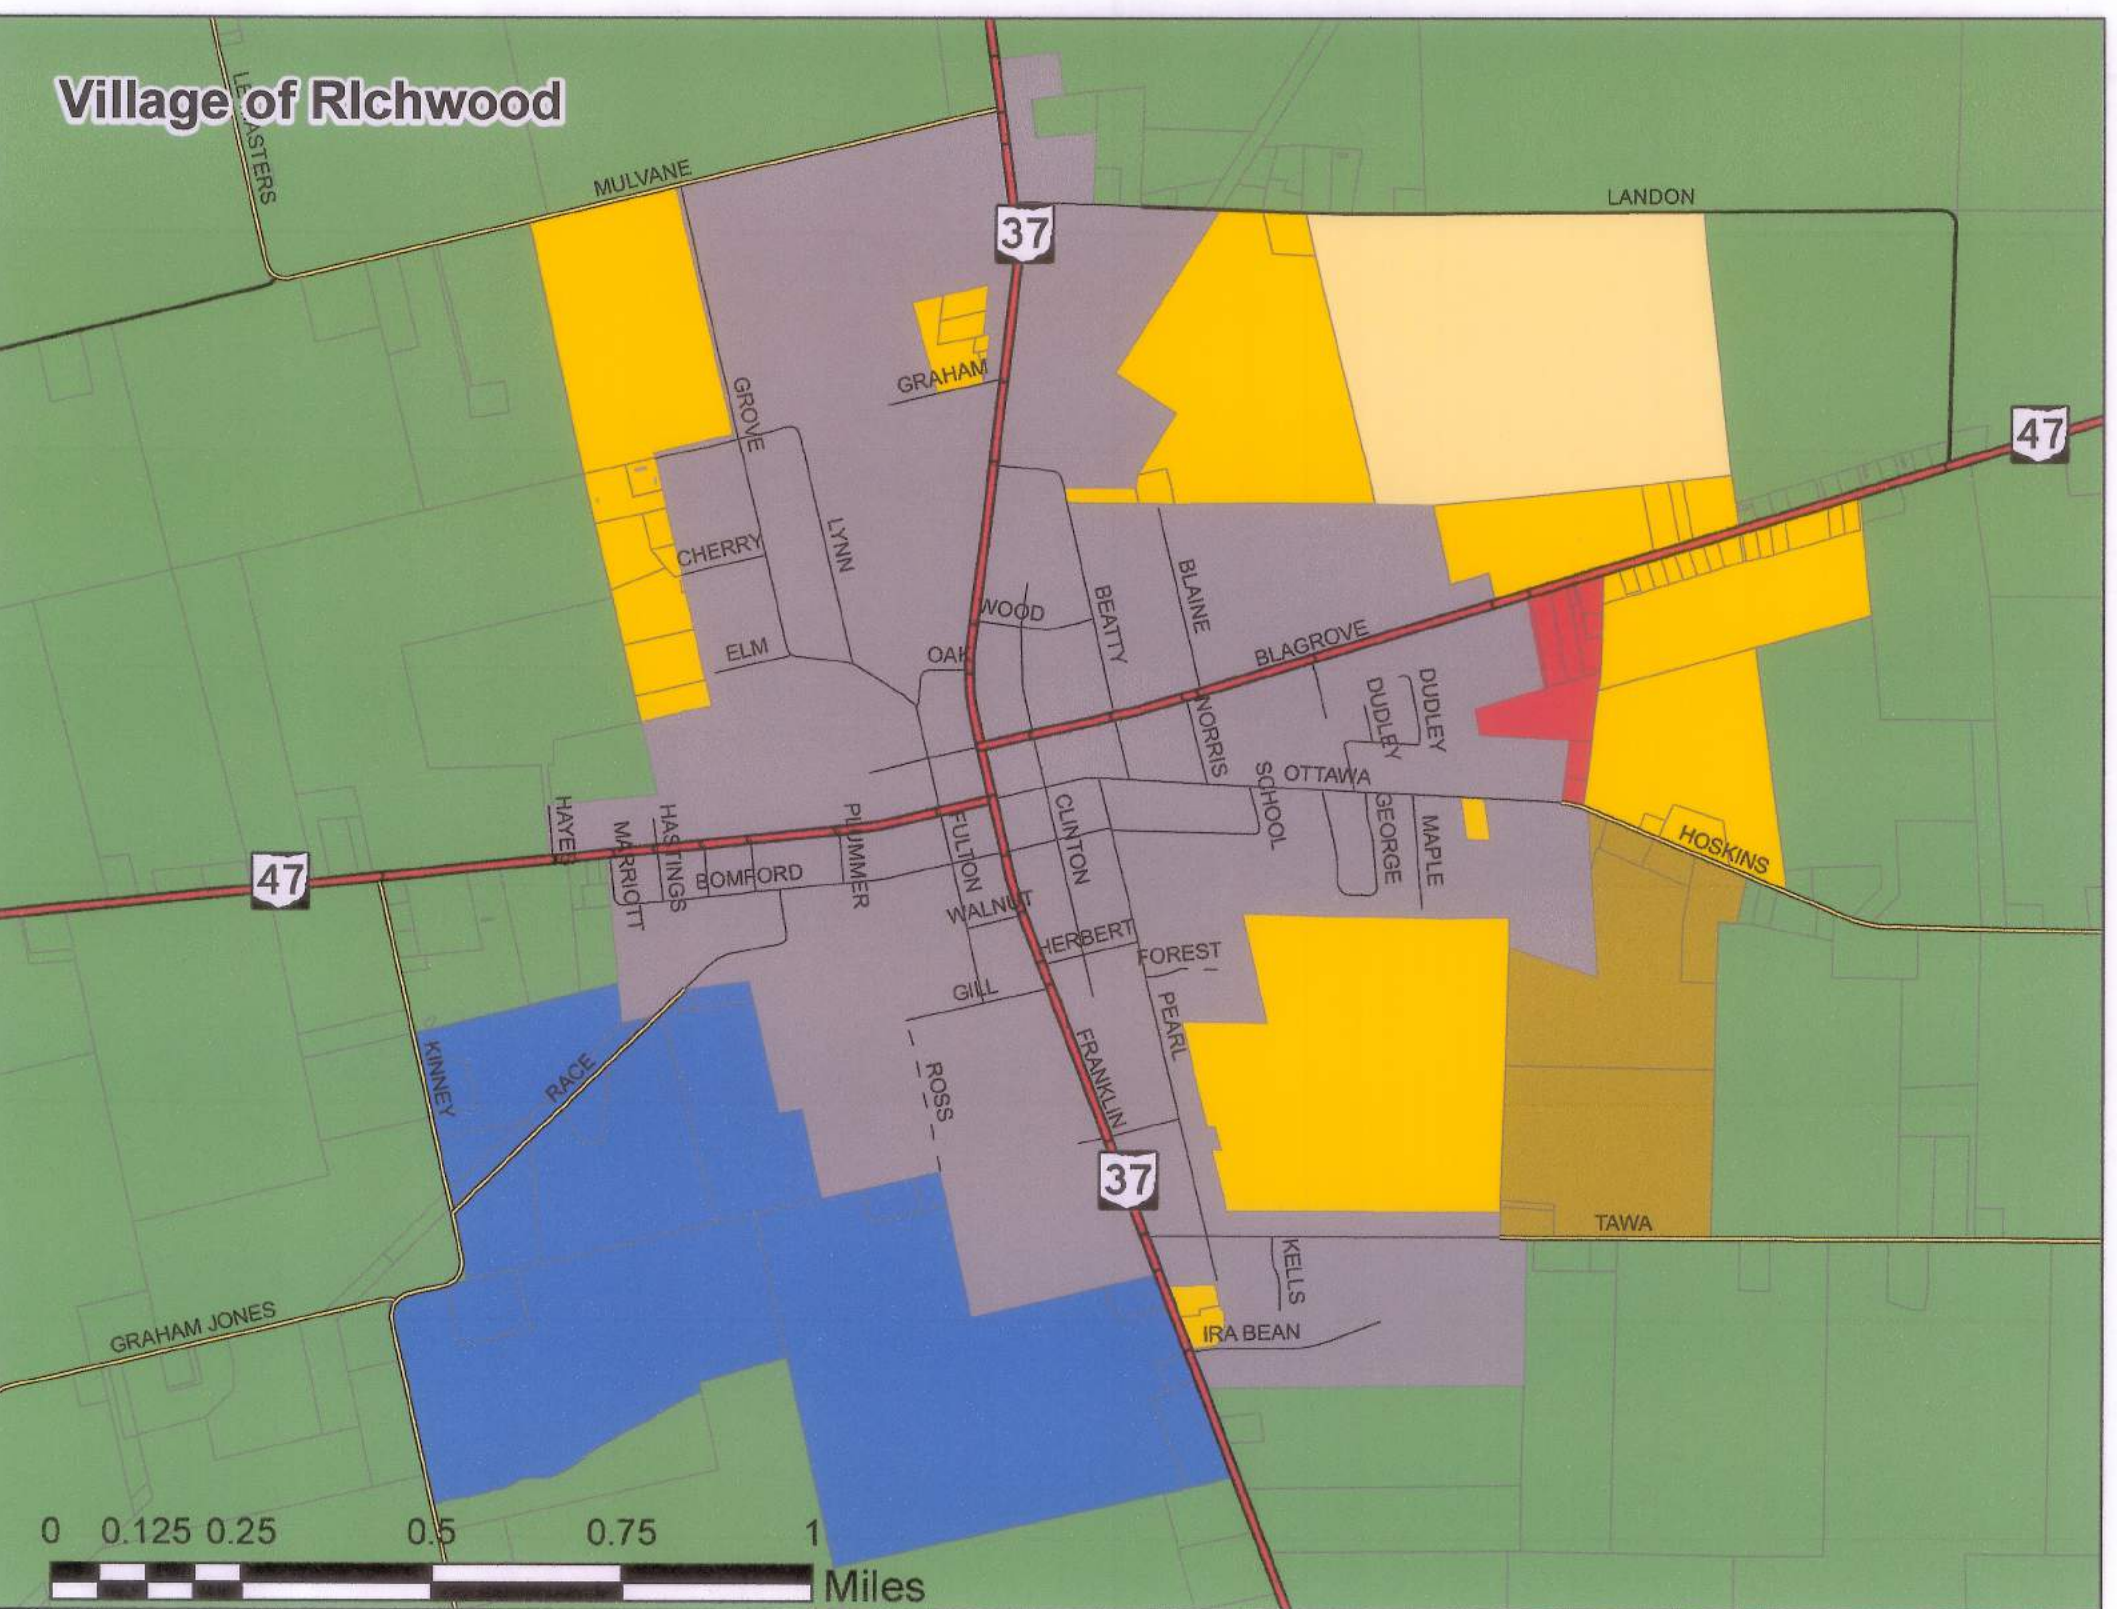 Village of RIchwood
LEMASTERS
MULVANE
LANDON
37
GRAHAM
GROVE
47
CHERRY
LYNN
WOOD
BEATTY
BLAINE
ELM
OAK
BLAGROVE
DUDLEY
DUDLEY
NORRIS
SCHOOL
OTTAWA
HAYES
MARRIOTT
HASTINGS
PLUMMER
FULTON
CLINTON
GEORGE
MAPLE
HOSKINS
47
BOMFORD
WALNUT
HERBERT
FOREST
GILL
PEARL
KINNEY
RACE
ROSS
FRANKLIN
37
TAWA
KELLS
GRAHAM JONES
IRA BEAN
0 0.125 0.25 0.5 0.75 1
Miles